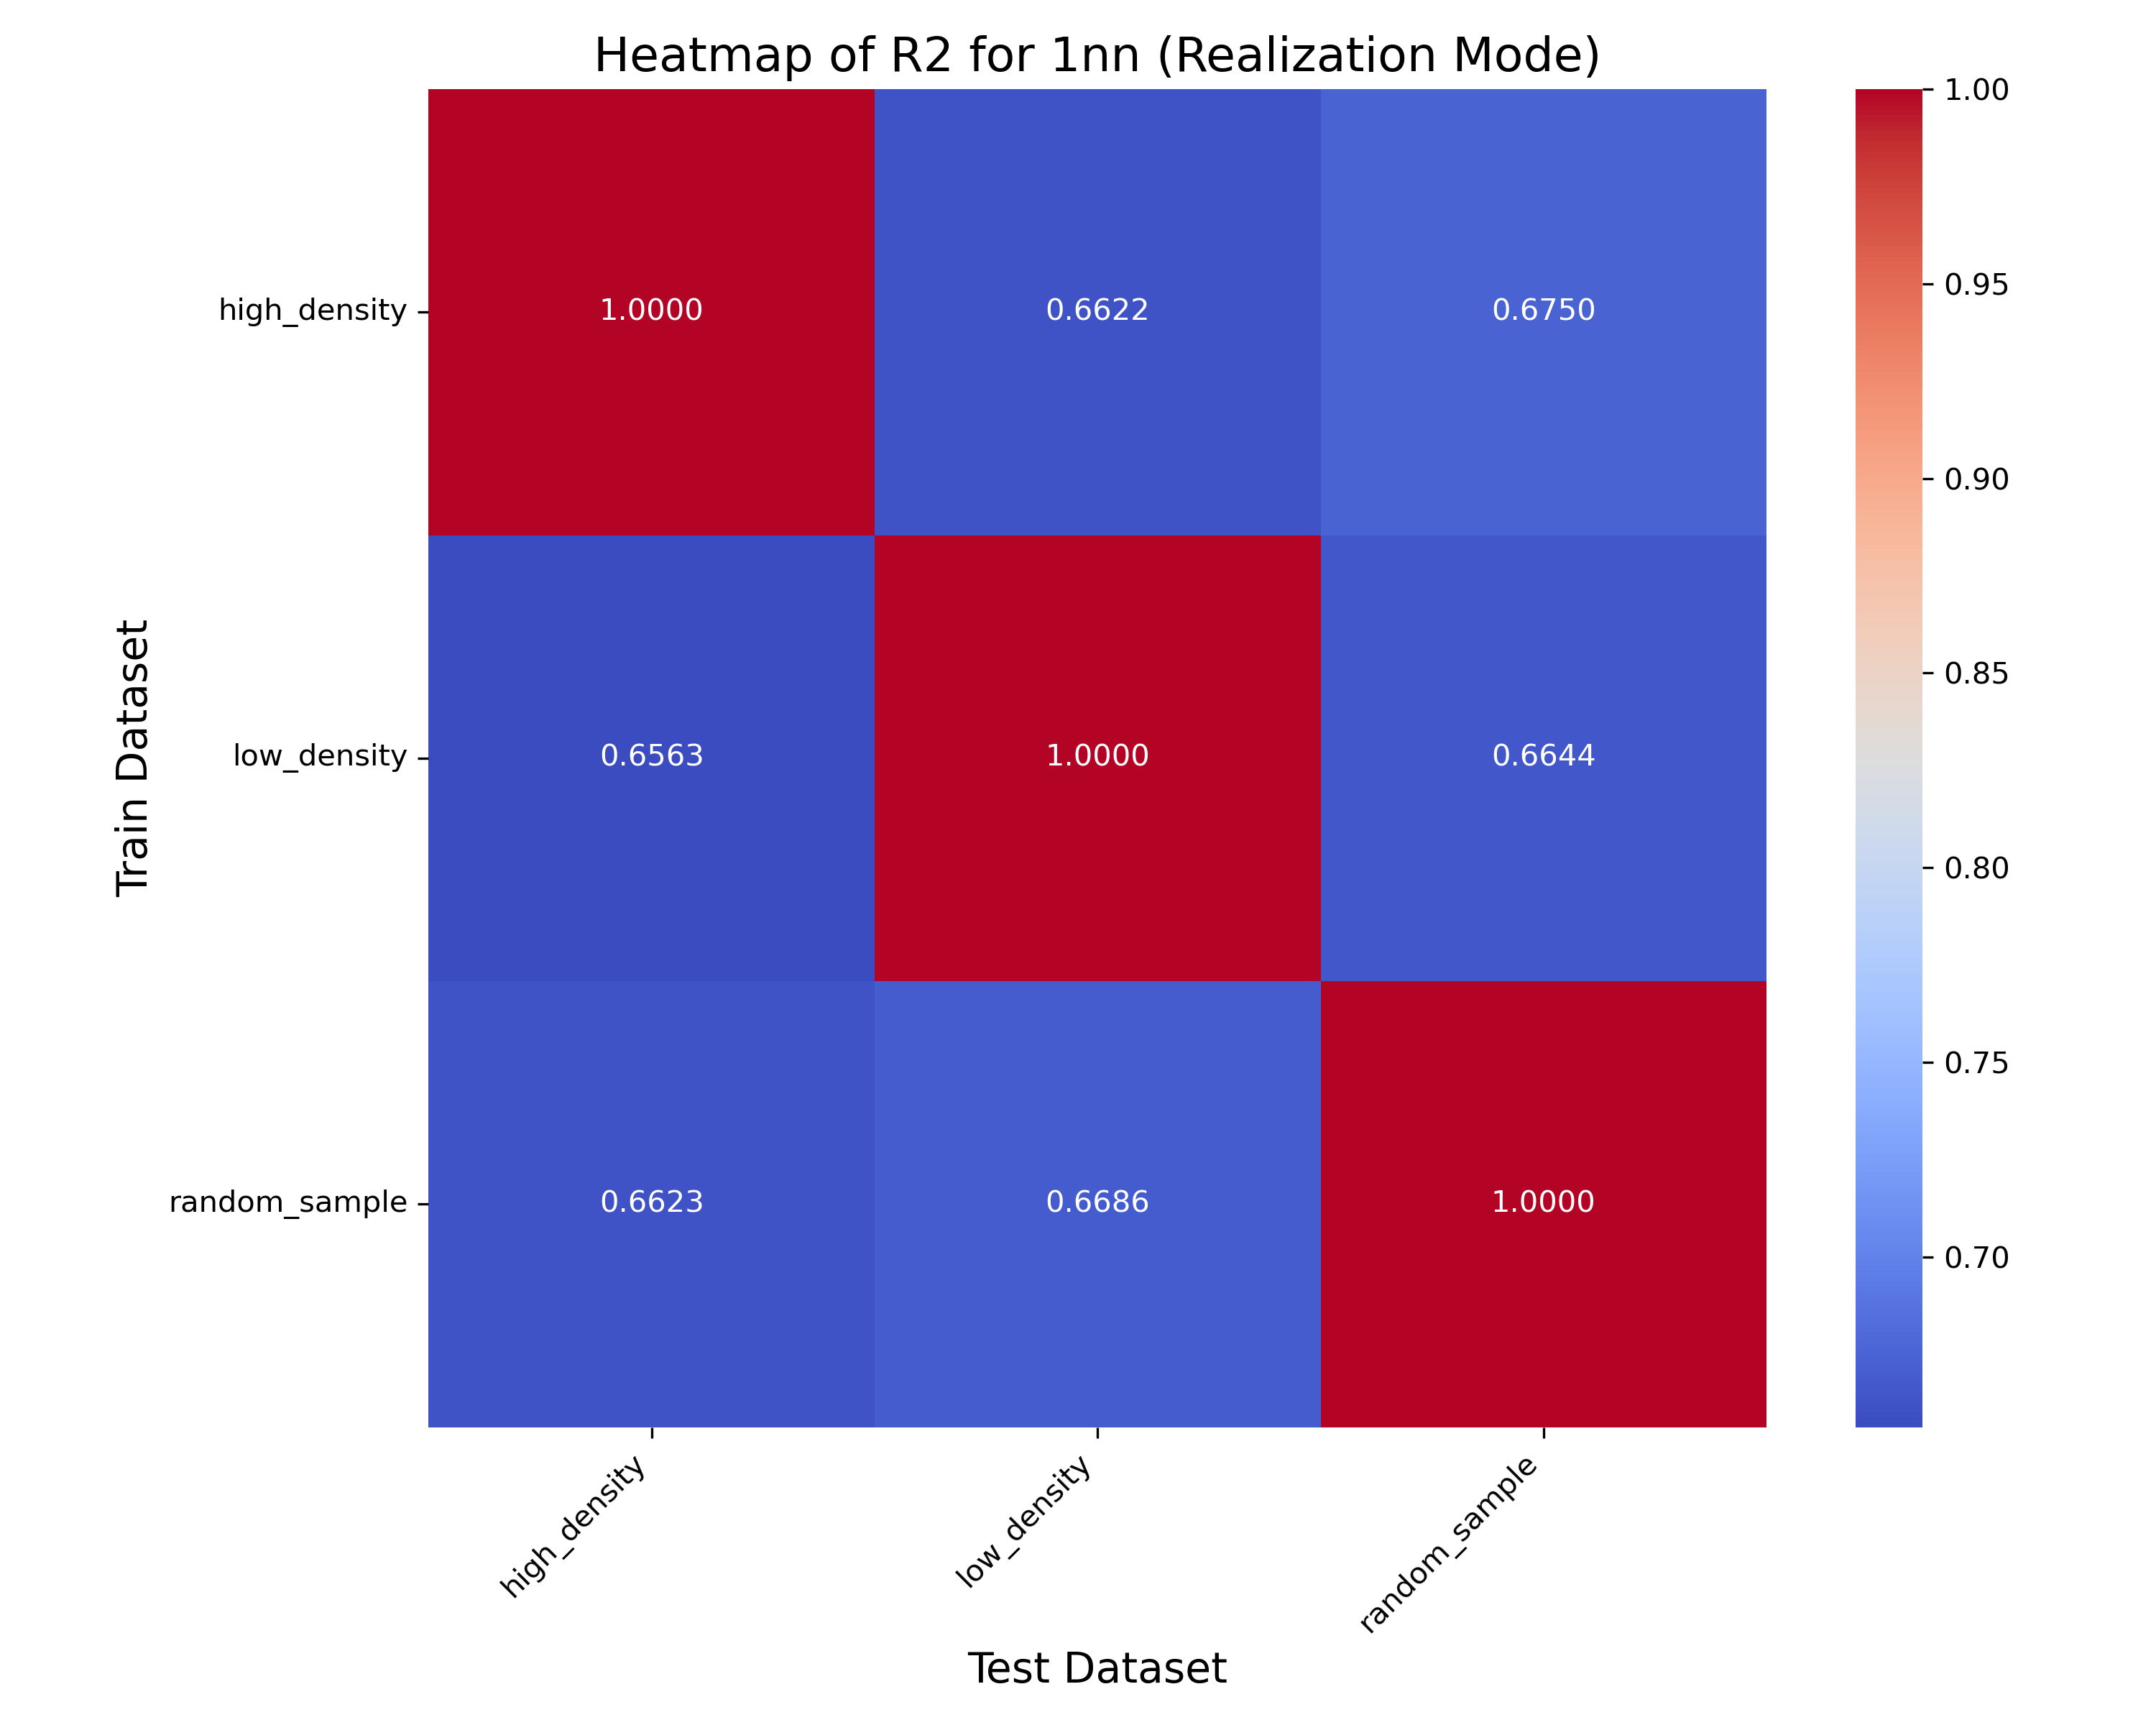 Heatmap of R2 for 1nn (Realization Mode)
Train Dataset
high_density
1.0000
0.6622
0.6750
low_density
0.6563
1.0000
0.6644
random_sample
0.6623
0.6686
1.0000
high_density
low_density
random_sample
Test Dataset
1.00
0.95
0.90
0.85
0.80
0.75
0.70